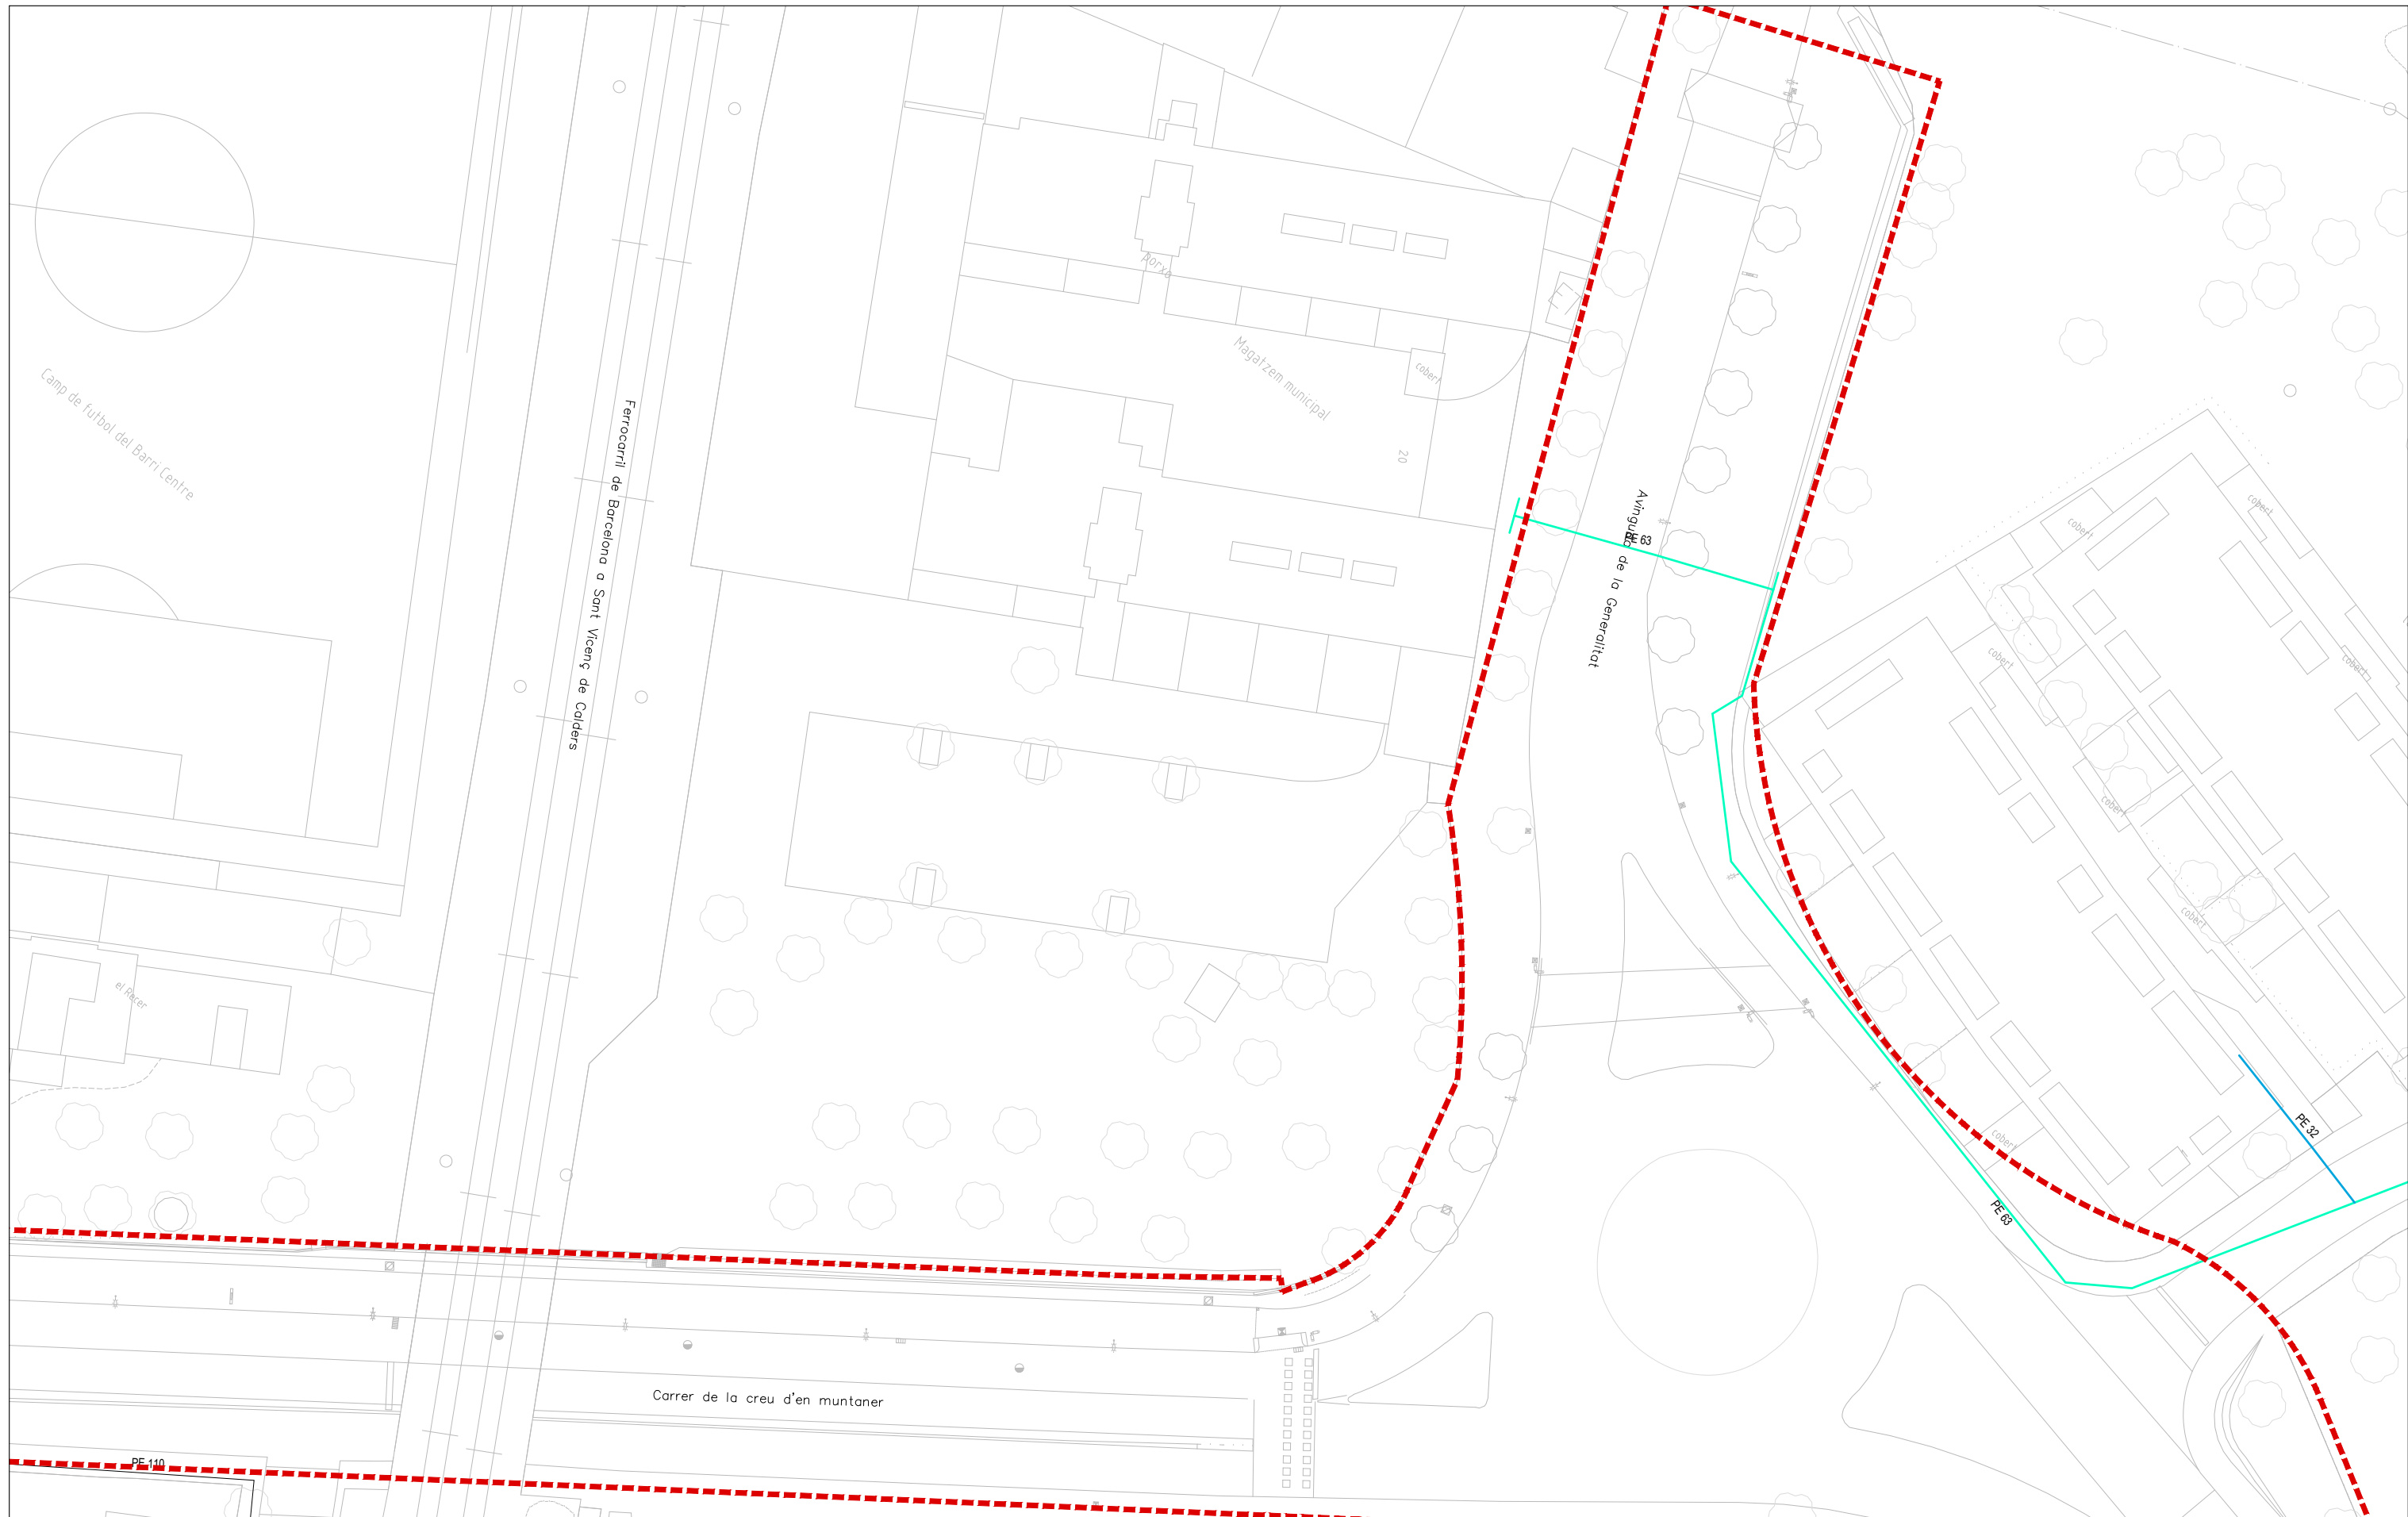 porxo
Camp de futbol del Barri Centre
Magatzem municipal
cobert
20
Ferrocarril de Barcelona a Sant Vicenç de Calders
Avinguda de la Generalitat
PE 63
cobert
cobert
cobert
cobert
cobert
cobert
el Recer
PE 32
cobert
PE 63
Carrer de la creu d'en muntaner
PE 110